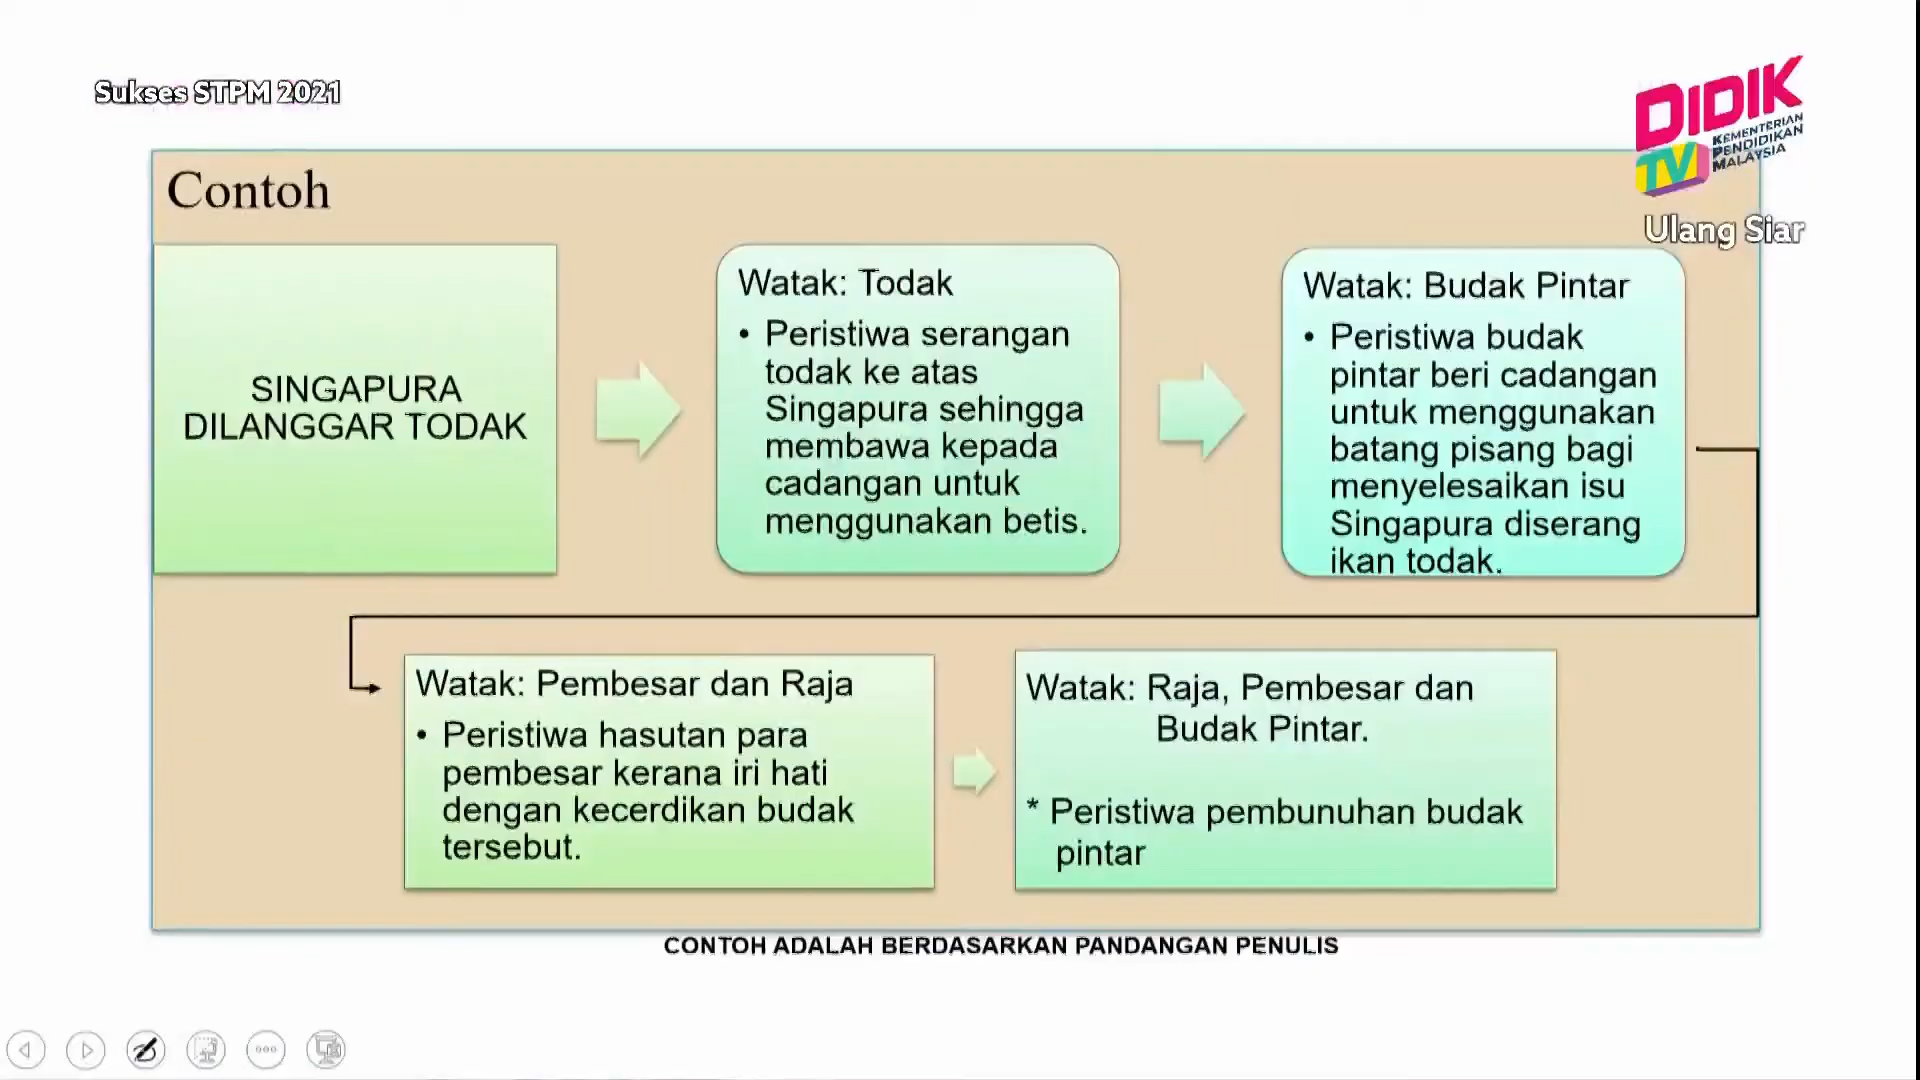 Sukses STPM 2021
DIDIK
TV
KEMENTERIAN
PENDIDIKAN
MALAYSIA
Ulang Siar
Contoh
SINGAPURA
DILANGGAR TODAK
Watak: Todak
• Peristiwa serangan
todak ke atas
Singapura sehingga
membawa kepada
cadangan untuk
menggunakan betis.
Watak: Budak Pintar
• Peristiwa budak
pintar beri cadangan
untuk menggunakan
batang pisang bagi
menyelesaikan isu
Singapura diserang
ikan todak.
Watak: Pembesar dan Raja
• Peristiwa hasutan para
pembesar kerana iri hati
dengan kecerdikan budak
tersebut.
Watak: Raja, Pembesar dan
Budak Pintar.
* Peristiwa pembunuhan budak
pintar
CONTOH ADALAH BERDASARKAN PANDANGAN PENULIS